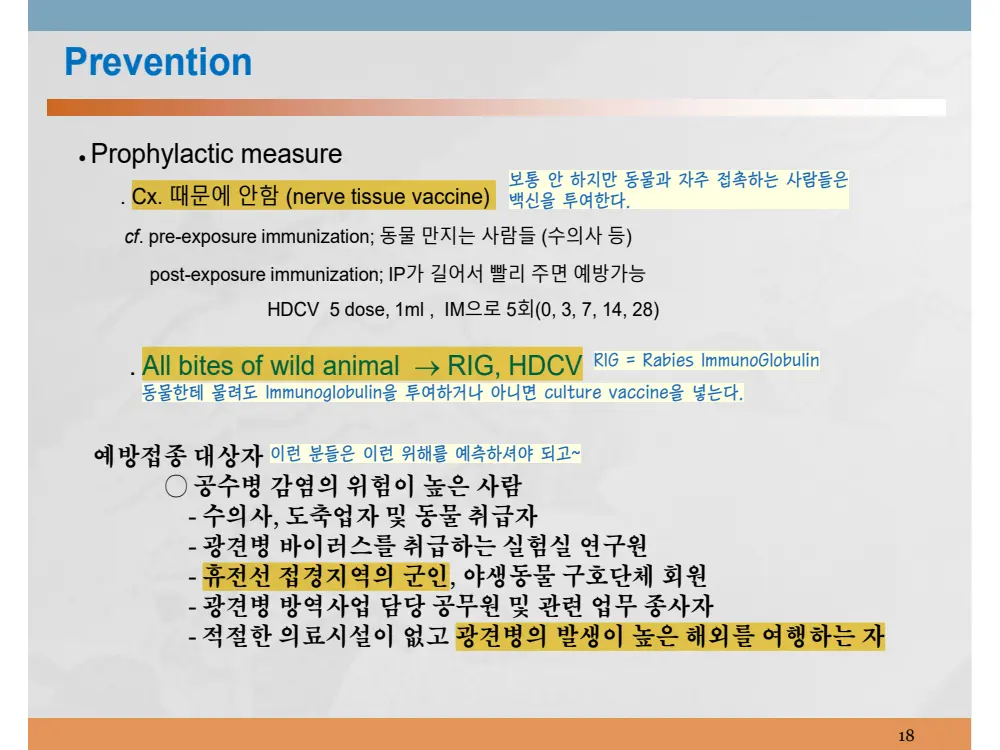 Prevention
• Prophylactic measure
. Cx. 때문에 안함 (nerve tissue vaccine)
보통 안 하지만 동물과 자주 접촉하는 사람들은
백신을 투여한다.
cf. pre-exposure immunization; 동물 만지는 사람들 (수의사 등)
post-exposure immunization; IP가 길어서 빨리 주면 예방가능
HDCV 5 dose, 1ml , IM으로 5회(0, 3, 7, 14, 28)
. All bites of wild animal → RIG, HDCV RIG = Rabies ImmunoGlobulin
동물한테 물려도 Immunoglobulin을 투여하거나 아니면 culture vaccine을 넣는다.
예방접종 대상자 이런 분들은 이런 위해를 예측하셔야 되고~
○ 공수병 감염의 위험이 높은 사람
- 수의사, 도축업자 및 동물 취급자
- 광견병 바이러스를 취급하는 실험실 연구원
- 휴전선 접경지역의 군인, 야생동물 구호단체 회원
- 광견병 방역사업 담당 공무원 및 관련 업무 종사자
- 적절한 의료시설이 없고 광견병의 발생이 높은 해외를 여행하는 자
18